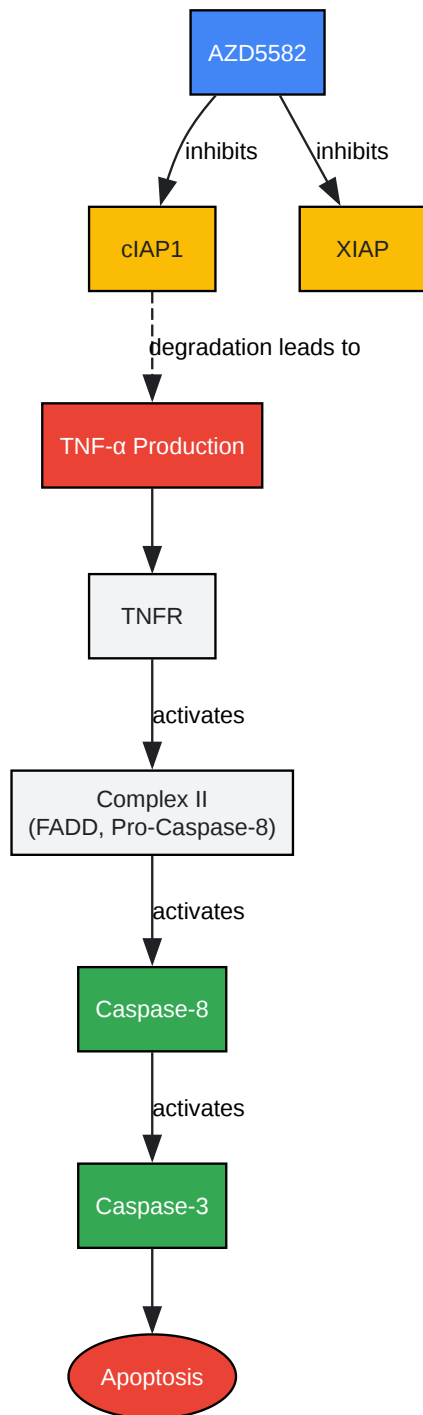 AZD5582
inhibits
inhibits
cIAP1
XIAP
degradation leads to
TNF-α Production
TNFR
activates
Complex II
(FADD, Pro-Caspase-8)
activates
Caspase-8
activates
Caspase-3
Apoptosis